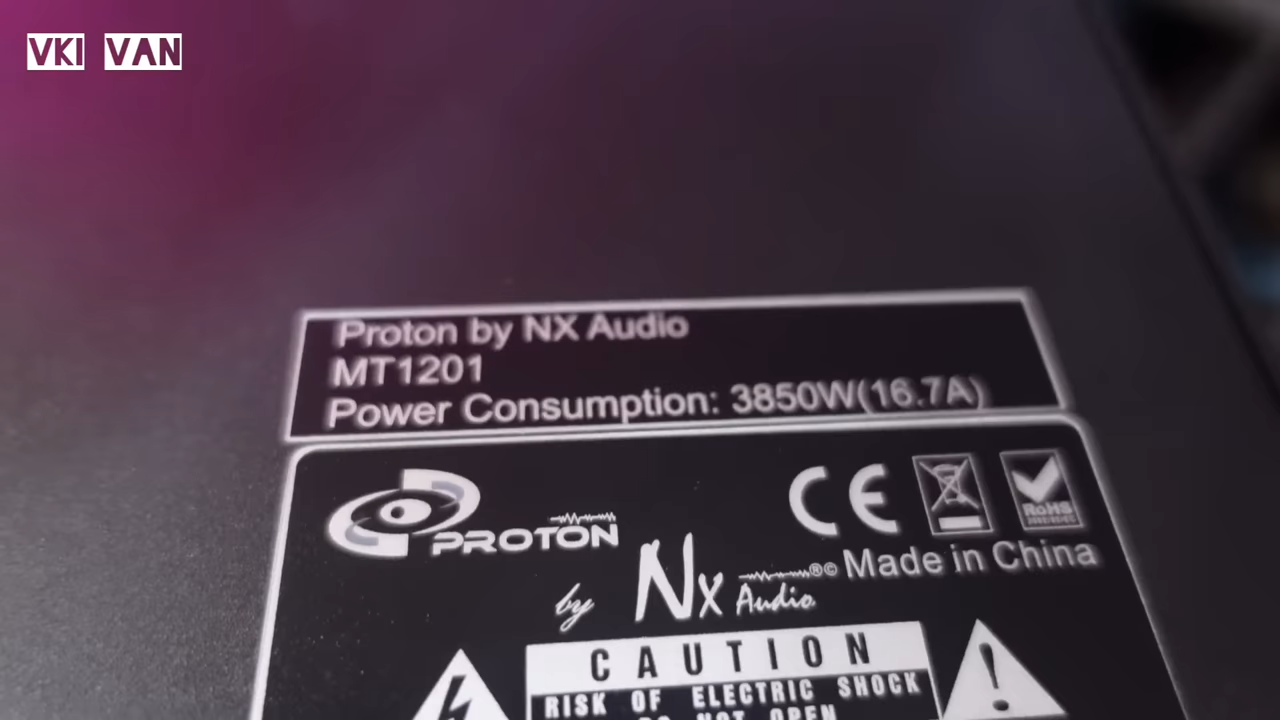 VKI VAN
Proton by NX Audio
MT1201
Power Consumption: 3850W(16.7A)
CE
RoHS
PROTON
®© Made in China
by Nx Audio
CAUTION
RISK OF ELECTRIC SHOCK
DO NOT OPEN